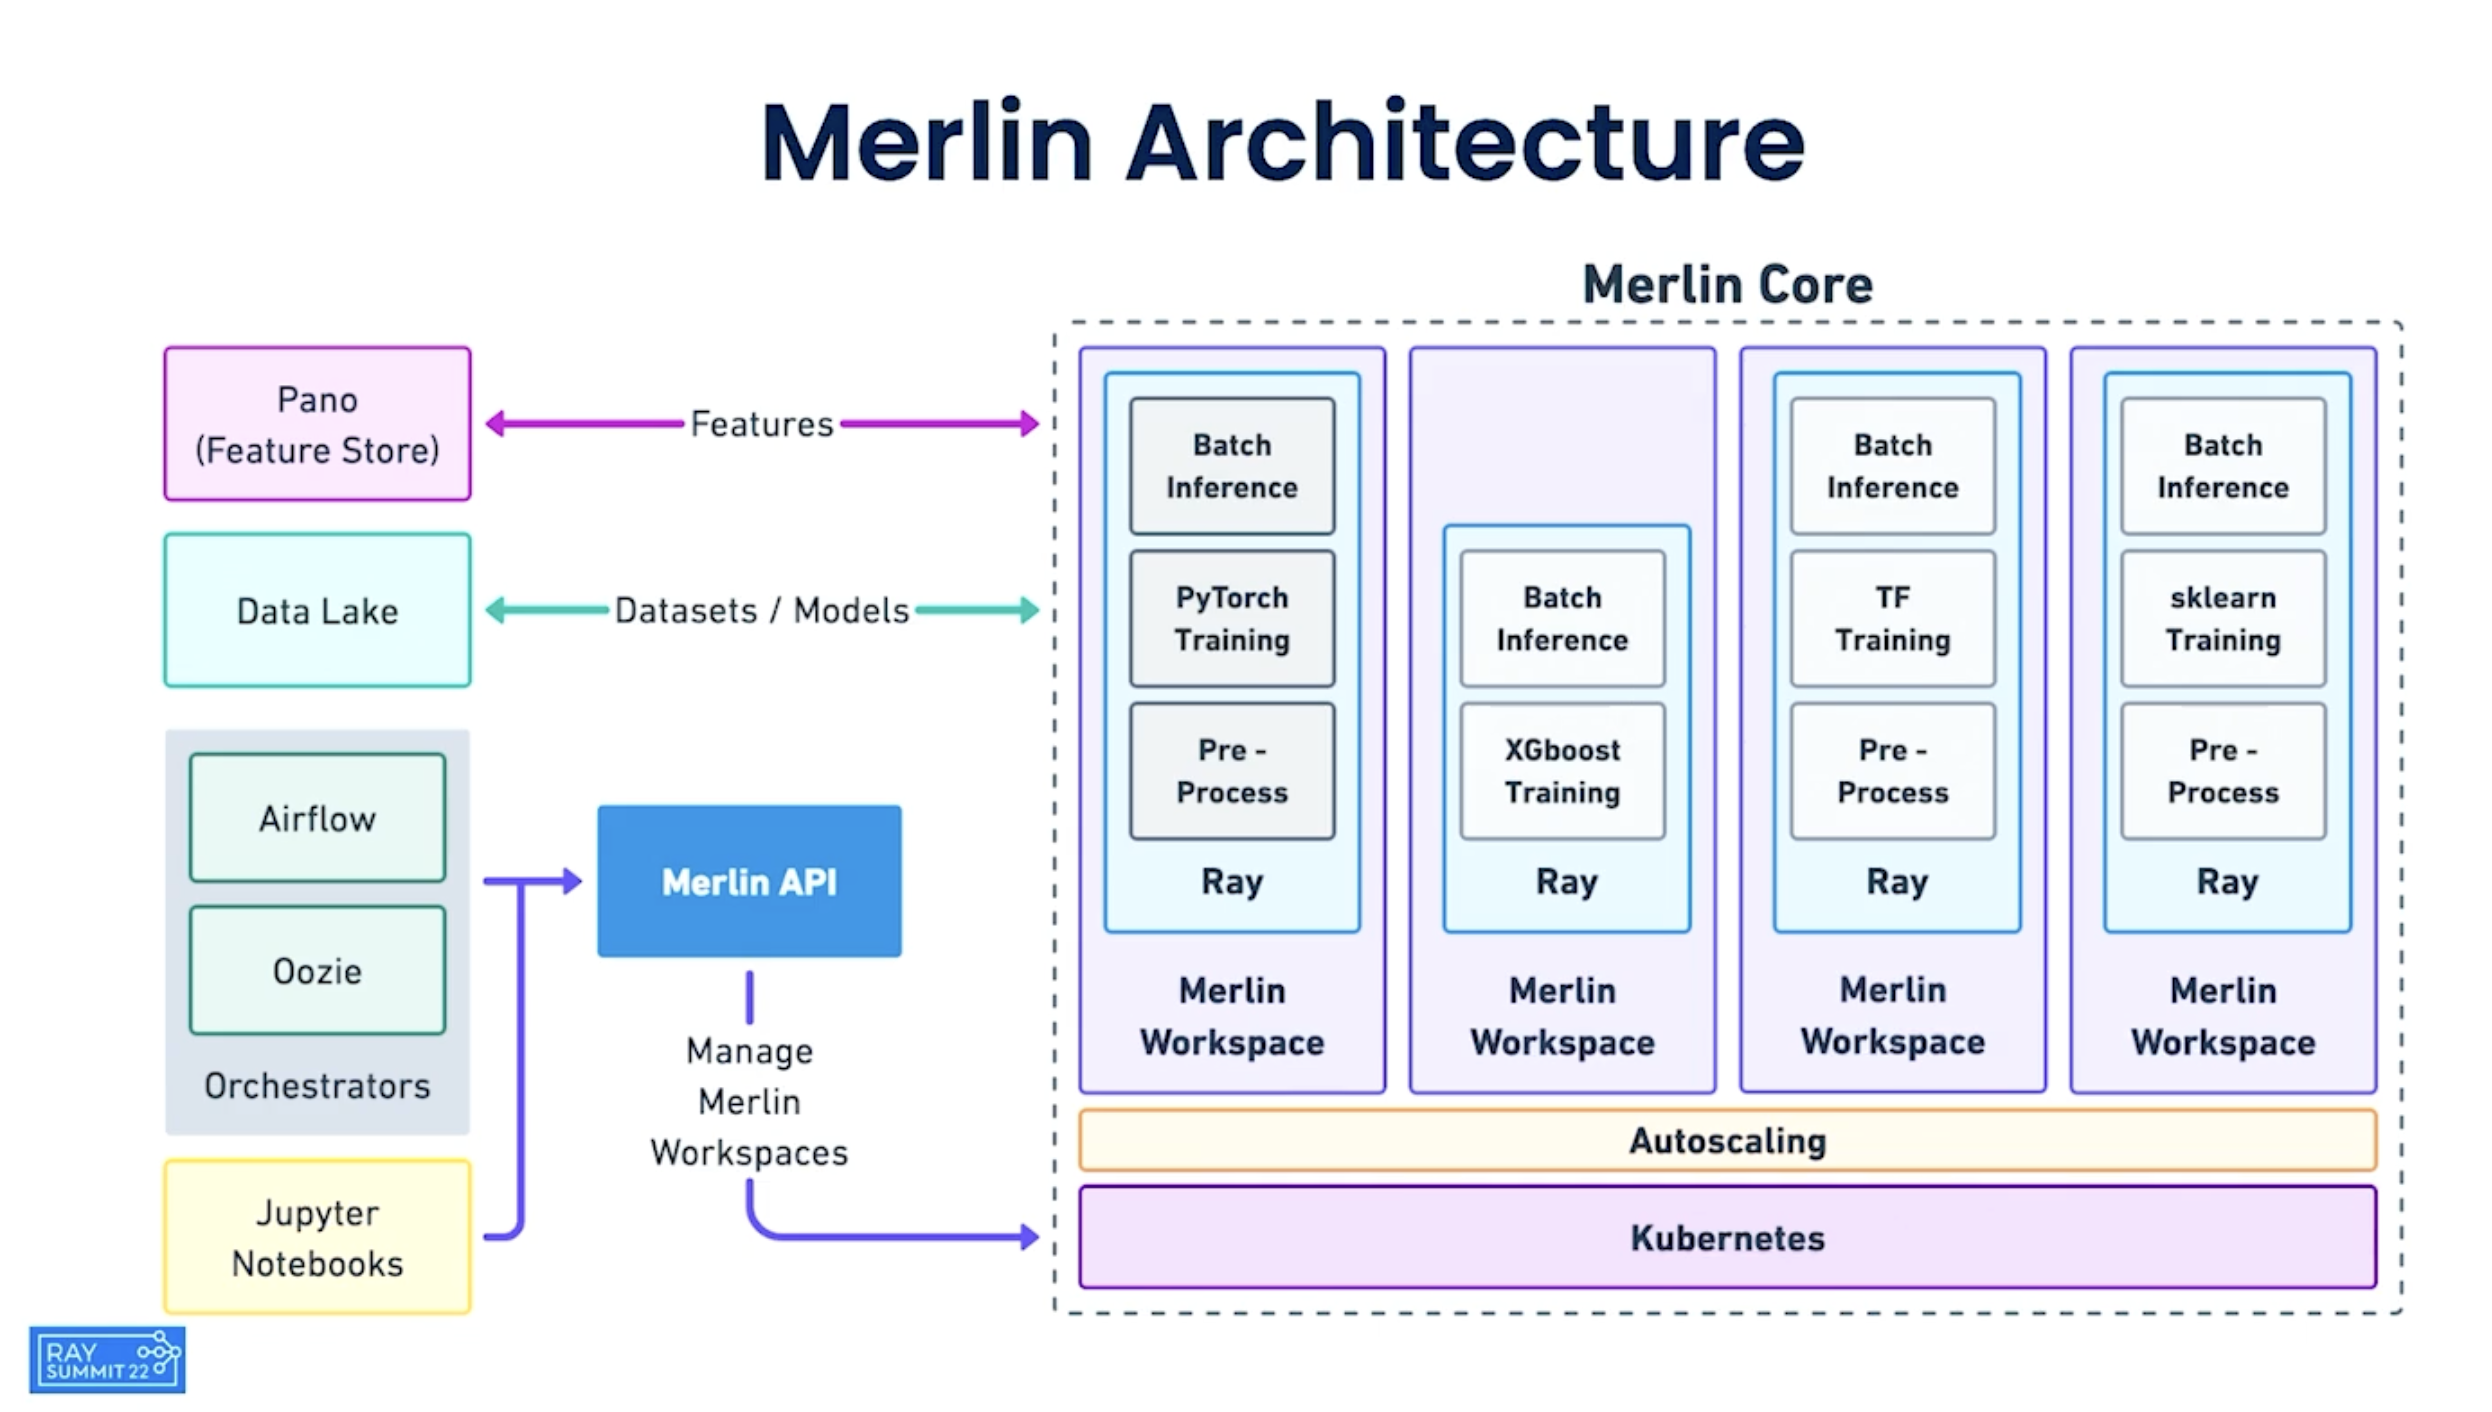 Merlin Architecture
Merlin Core
Pano
(Feature Store)
Features
Data Lake
Datasets / Models
Airflow
Oozie
Orchestrators
Jupyter
Notebooks
Merlin API
Manage
Merlin
Workspaces
Batch
Inference
PyTorch
Training
Pre -
Process
Ray
Merlin
Workspace
Batch
Inference
XGboost
Training
Ray
Merlin
Workspace
Batch
Inference
TF
Training
Pre -
Process
Ray
Merlin
Workspace
Batch
Inference
sklearn
Training
Pre -
Process
Ray
Merlin
Workspace
Autoscaling
Kubernetes
RAY
SUMMIT 22